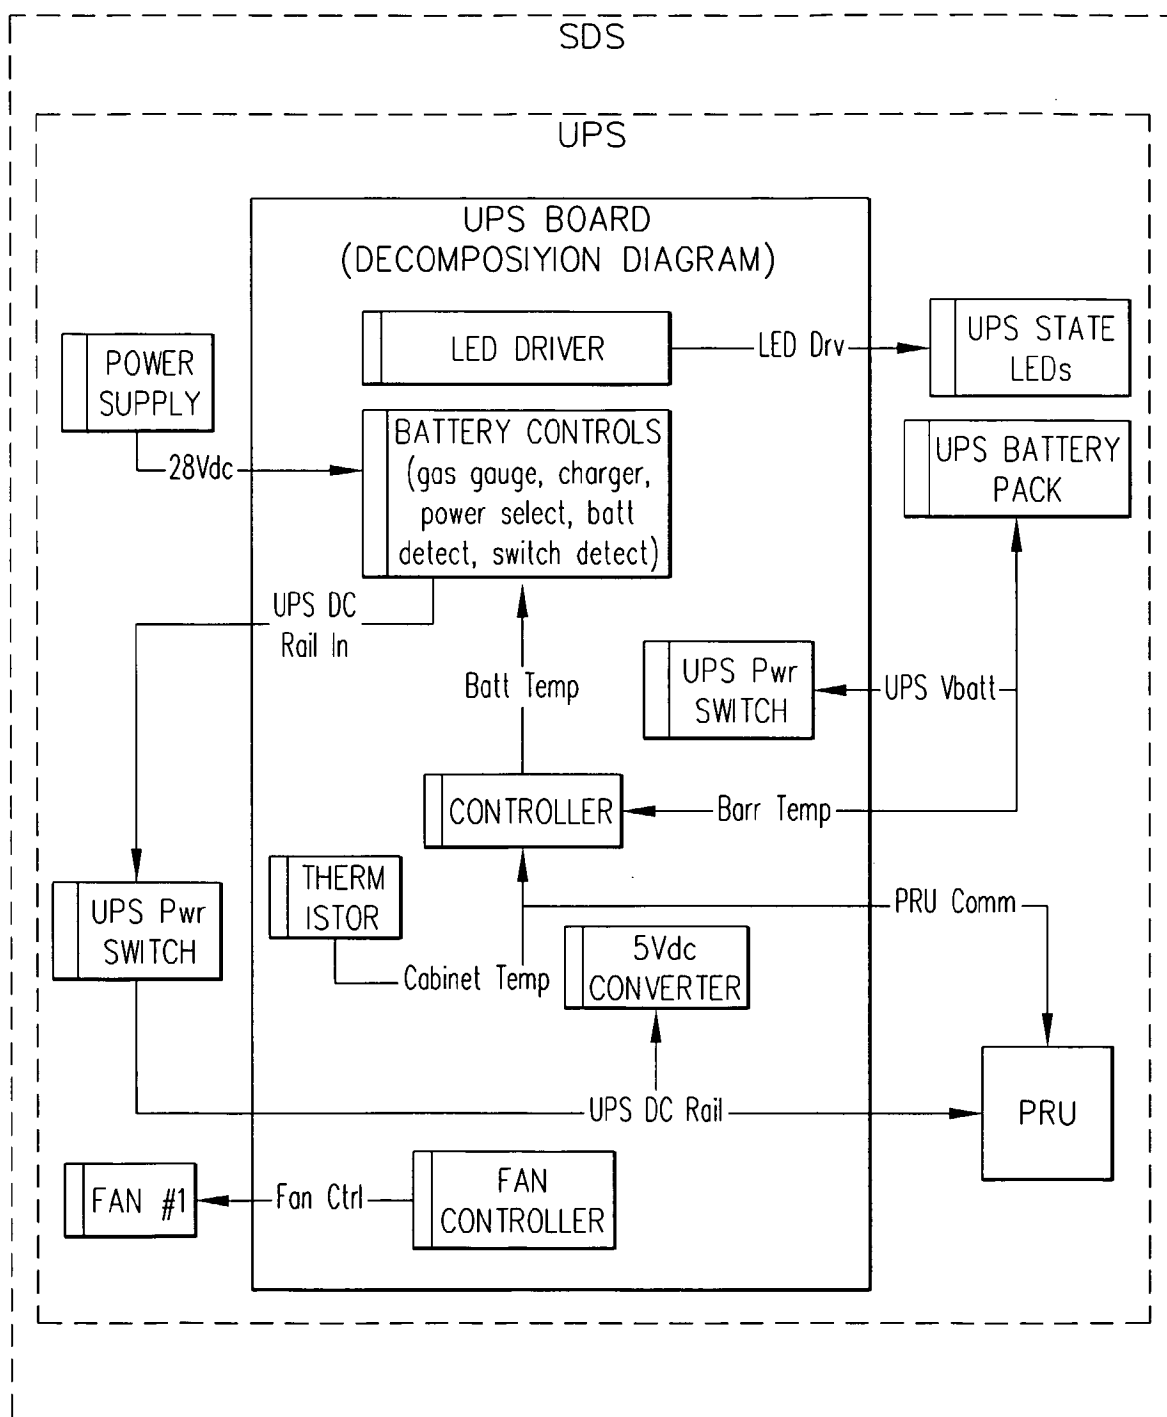 SDS
UPS
UPS BOARD
(DECOMPOSIYION DIAGRAM)
LED DRIVER
LED Drv
UPS STATE
LEDs
POWER
SUPPLY
28Vdc
BATTERY CONTROLS
(gas gauge, charger,
power select, batt
detect, switch detect)
UPS BATTERY
PACK
UPS DC
Rail In
Batt Temp
UPS Pwr
SWITCH
UPS Vbatt
CONTROLLER
Barr Temp
THERM
ISTOR
UPS Pwr
SWITCH
PRU Comm
Cabinet Temp
5Vdc
CONVERTER
UPS DC Rail
PRU
FAN #1
Fan Ctrl
FAN
CONTROLLER